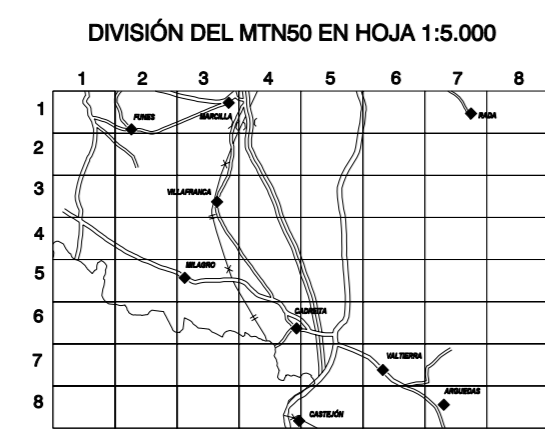 DIVISIÓN DEL MTN50 EN HOJA 1:5.000
1 2 3 4 5 6 7 8
1
FUNES
MARCILLA
RADA
2
3
VILLAFRANCA
4
5
MILAGRO
6
CADREITA
7
VALTIERRA
8
ARGUEDAS
CASTEJÓN